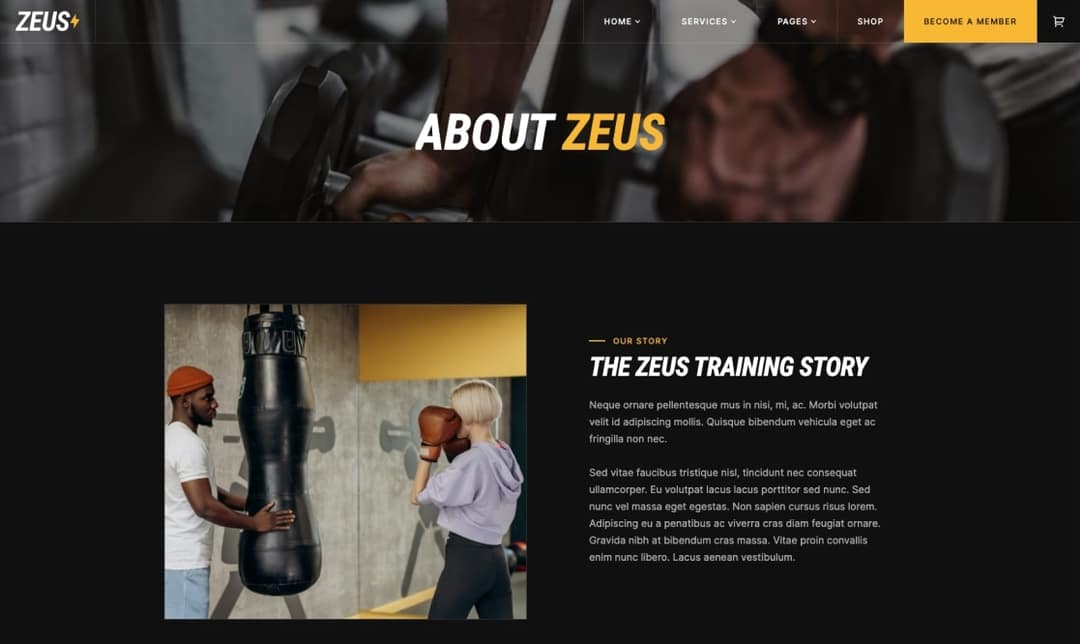 ZEUS
HOME
SERVICES
PAGES
SHOP
BECOME A MEMBER
ABOUT ZEUS
OUR STORY
THE ZEUS TRAINING STORY
Neque ornare pellentesque mus in nisi, mi, ac. Morbi volutpat
velit id adipiscing mollis. Quisque bibendum vehicula eget ac
fringilla non nec.
Sed vitae faucibus tristique nisl, tincidunt nec consequat
ullamcorper. Eu volutpat lacus lacus porttitor sed nunc. Sed
nunc vel massa eget egestas. Non sapien cursus risus lorem.
Adipiscing eu a penatibus ac viverra cras diam feugiat ornare.
Gravida nibh at bibendum cras massa. Vitae proin convallis
enim nunc libero. Lacus aenean vestibulum.